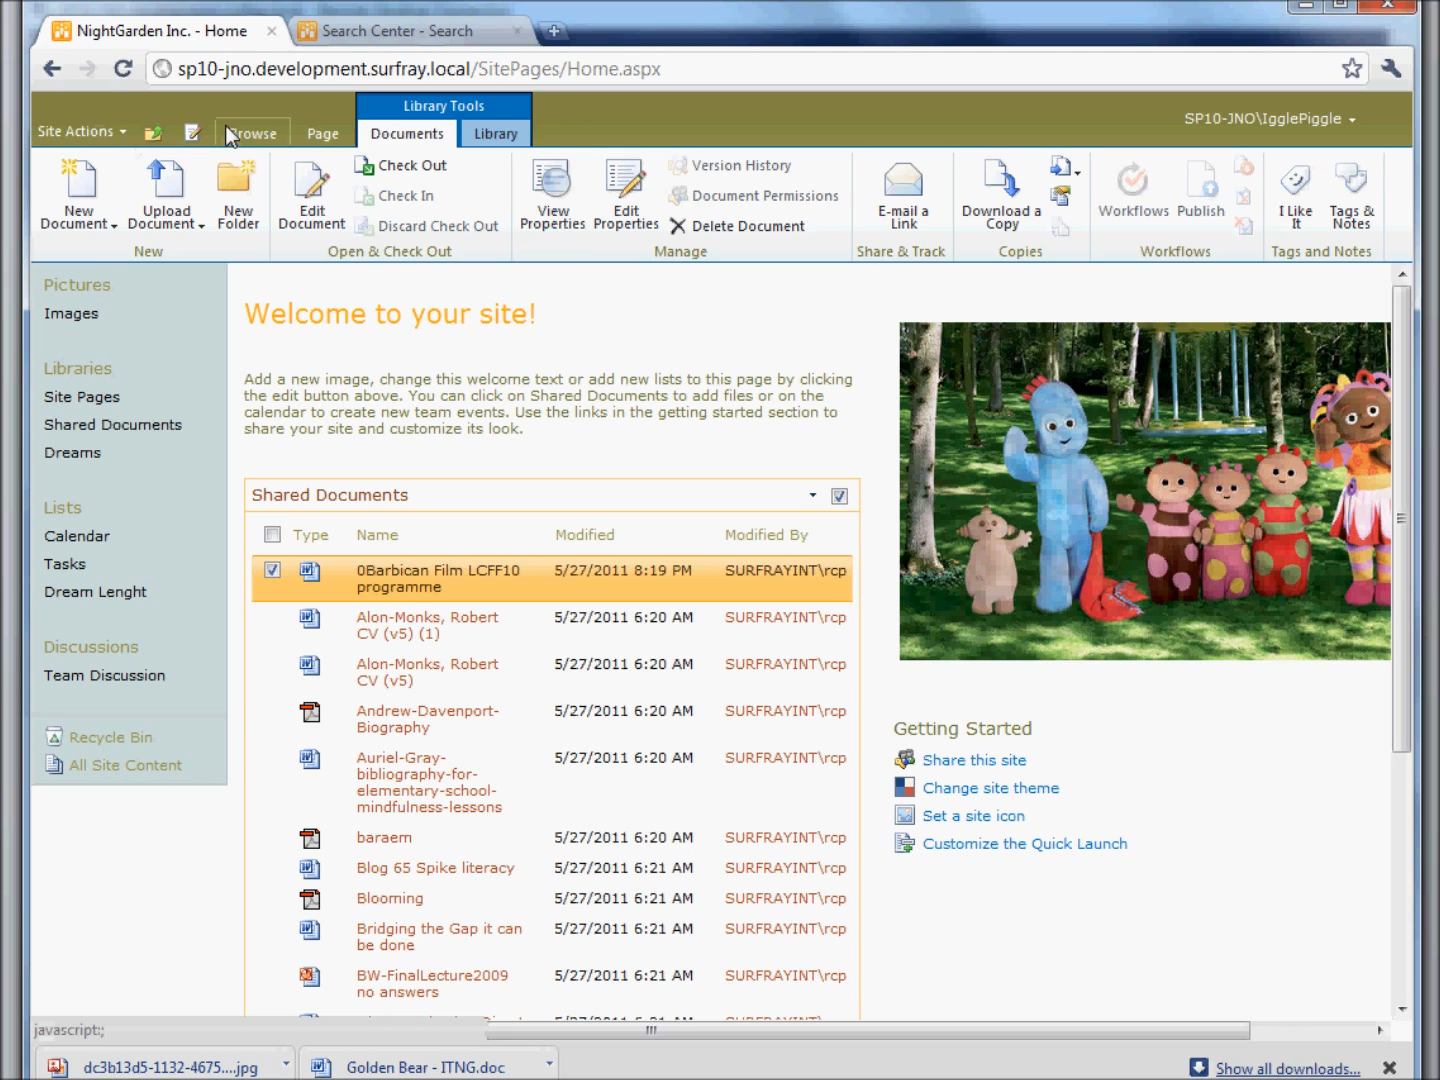 NightGarden Inc. - Home
Search Center - Search
sp10-jno.development.surfray.local/SitePages/Home.aspx
Library Tools
Site Actions
Browse
Page
Documents
Library
SP10-JNO\IgglePiggle
New Document
Upload Document
New Folder
Edit Document
Check Out
Check In
Discard Check Out
View Properties
Edit Properties
Version History
Document Permissions
Delete Document
E-mail a Link
Download a Copy
Workflows
Publish
I Like It
Tags & Notes
New
Open & Check Out
Manage
Share & Track
Copies
Workflows
Tags and Notes
Pictures
Images
Libraries
Site Pages
Shared Documents
Dreams
Lists
Calendar
Tasks
Dream Lenght
Discussions
Team Discussion
Recycle Bin
All Site Content
Welcome to your site!
Add a new image, change this welcome text or add new lists to this page by clicking
the edit button above. You can click on Shared Documents to add files or on the
calendar to create new team events. Use the links in the getting started section to
share your site and customize its look.
Shared Documents
Type Name Modified Modified By
0Barbican Film LCFF10 5/27/2011 8:19 PM SURFRAYINT\rcp
programme
Alon-Monks, Robert 5/27/2011 6:20 AM SURFRAYINT\rcp
CV (v5) (1)
Alon-Monks, Robert 5/27/2011 6:20 AM SURFRAYINT\rcp
CV (v5)
Andrew-Davenport- 5/27/2011 6:20 AM SURFRAYINT\rcp
Biography
Auriel-Gray- 5/27/2011 6:20 AM SURFRAYINT\rcp
bibliography-for-
elementary-school-
mindfulness-lessons
baraem 5/27/2011 6:20 AM SURFRAYINT\rcp
Blog 65 Spike literacy 5/27/2011 6:21 AM SURFRAYINT\rcp
Blooming 5/27/2011 6:21 AM SURFRAYINT\rcp
Bridging the Gap it can 5/27/2011 6:21 AM SURFRAYINT\rcp
be done
BW-FinalLecture2009 5/27/2011 6:21 AM SURFRAYINT\rcp
no answers
Getting Started
Share this site
Change site theme
Set a site icon
Customize the Quick Launch
javascript:;
dc3b13d5-1132-4675....jpg
Golden Bear - ITNG.doc
Show all downloads...